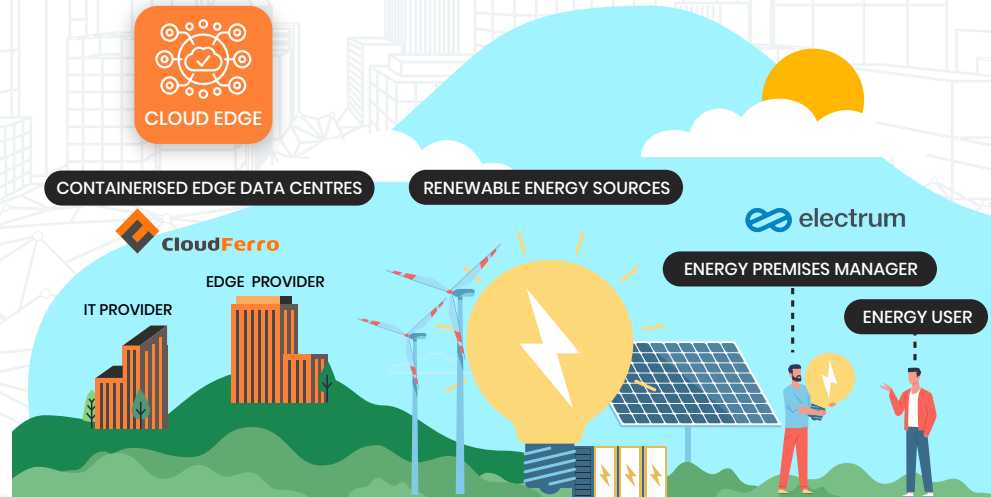 CLOUD EDGE
CONTAINERISED EDGE DATA CENTRES
RENEWABLE ENERGY SOURCES
CloudFerro
electrum
ENERGY PREMISES MANAGER
EDGE PROVIDER
IT PROVIDER
ENERGY USER